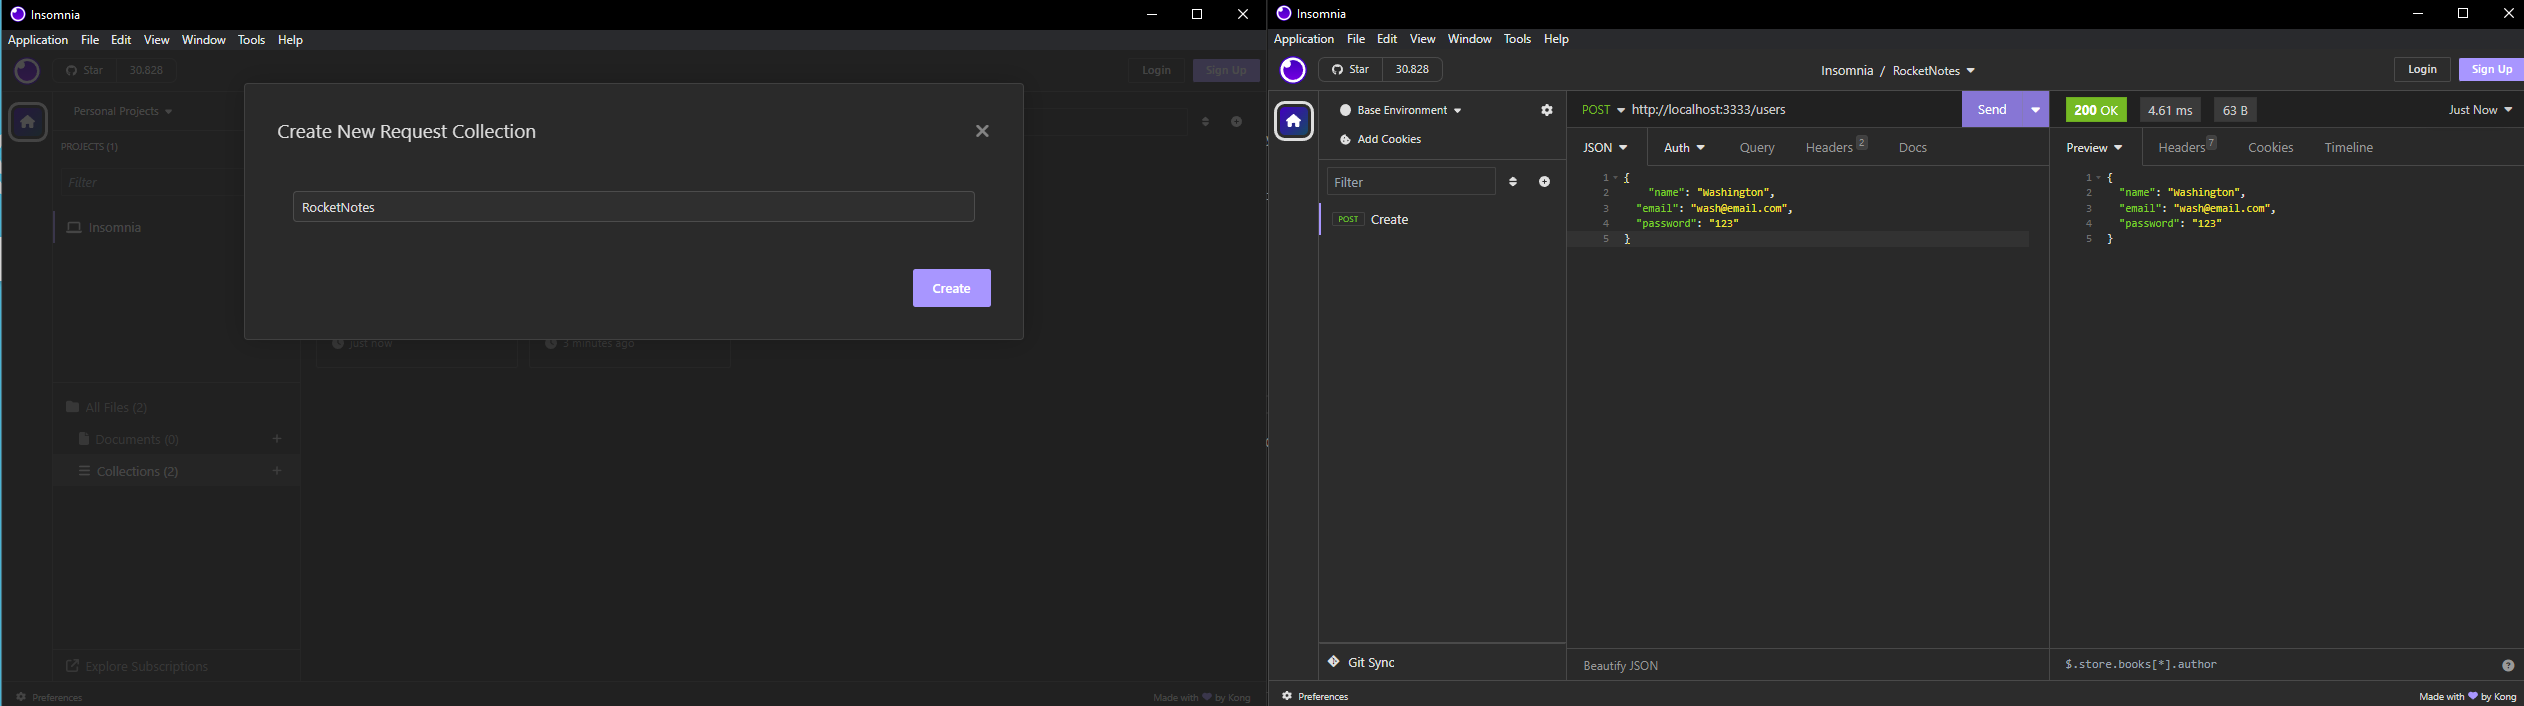 Insomnia
Application File Edit View Window Tools Help
Star 30.828
Login Sign Up
Personal Projects
PROJECTS (1)
Filter
Insomnia
Create New Request Collection
RocketNotes
Create
just now
3 minutes ago
All Files (2)
Documents (0) +
Collections (2) +
Explore Subscriptions
Preferences
Made with by Kong
Insomnia
Application File Edit View Window Tools Help
Star 30.828
Insomnia / RocketNotes
Login Sign Up
Base Environment
Add Cookies
Filter
POST Create
Git Sync
Preferences
POST http://localhost:3333/users Send
JSON Auth Query Headers 2 Docs
1 {
2 "name": "Washington",
3 "email": "wash@email.com",
4 "password": "123"
5 }
Beautify JSON
200 OK 4.61 ms 63 B Just Now
Preview Headers 7 Cookies Timeline
1 {
2 "name": "Washington",
3 "email": "wash@email.com",
4 "password": "123"
5 }
$.store.books[*].author
Made with by Kong